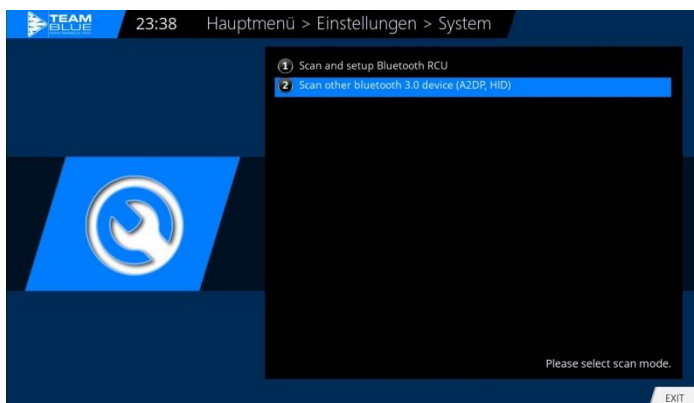 TEAM
BLUE
23:38
Hauptmenü > Einstellungen > System
1 Scan and setup Bluetooth RCU
2 Scan other bluetooth 3.0 device (A2DP, HID)
Please select scan mode.
EXIT